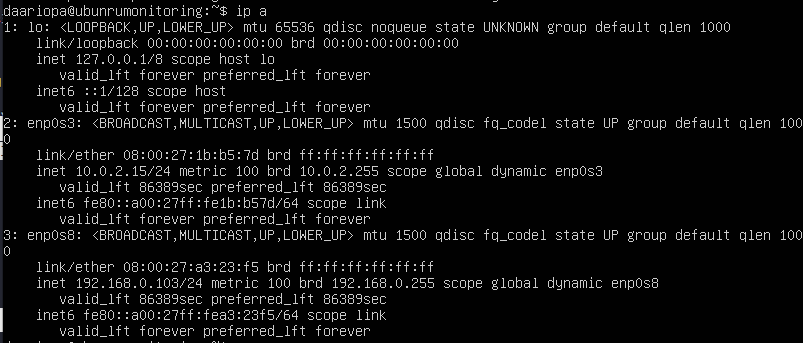 daariopa@ubunrumonitoring:~$ ip a
1: lo: <LOOPBACK,UP,LOWER_UP> mtu 65536 qdisc noqueue state UNKNOWN group default qlen 1000
    link/loopback 00:00:00:00:00:00 brd 00:00:00:00:00:00
    inet 127.0.0.1/8 scope host lo
       valid_lft forever preferred_lft forever
    inet6 ::1/128 scope host
       valid_lft forever preferred_lft forever
2: enp0s3: <BROADCAST,MULTICAST,UP,LOWER_UP> mtu 1500 qdisc fq_codel state UP group default qlen 100
0
    link/ether 08:00:27:1b:b5:7d brd ff:ff:ff:ff:ff:ff
    inet 10.0.2.15/24 metric 100 brd 10.0.2.255 scope global dynamic enp0s3
       valid_lft 86389sec preferred_lft 86389sec
    inet6 fe80::a00:27ff:fe1b:b57d/64 scope link
       valid_lft forever preferred_lft forever
3: enp0s8: <BROADCAST,MULTICAST,UP,LOWER_UP> mtu 1500 qdisc fq_codel state UP group default qlen 100
0
    link/ether 08:00:27:a3:23:f5 brd ff:ff:ff:ff:ff:ff
    inet 192.168.0.103/24 metric 100 brd 192.168.0.255 scope global dynamic enp0s8
       valid_lft 86389sec preferred_lft 86389sec
    inet6 fe80::a00:27ff:fea3:23f5/64 scope link
       valid_lft forever preferred_lft forever